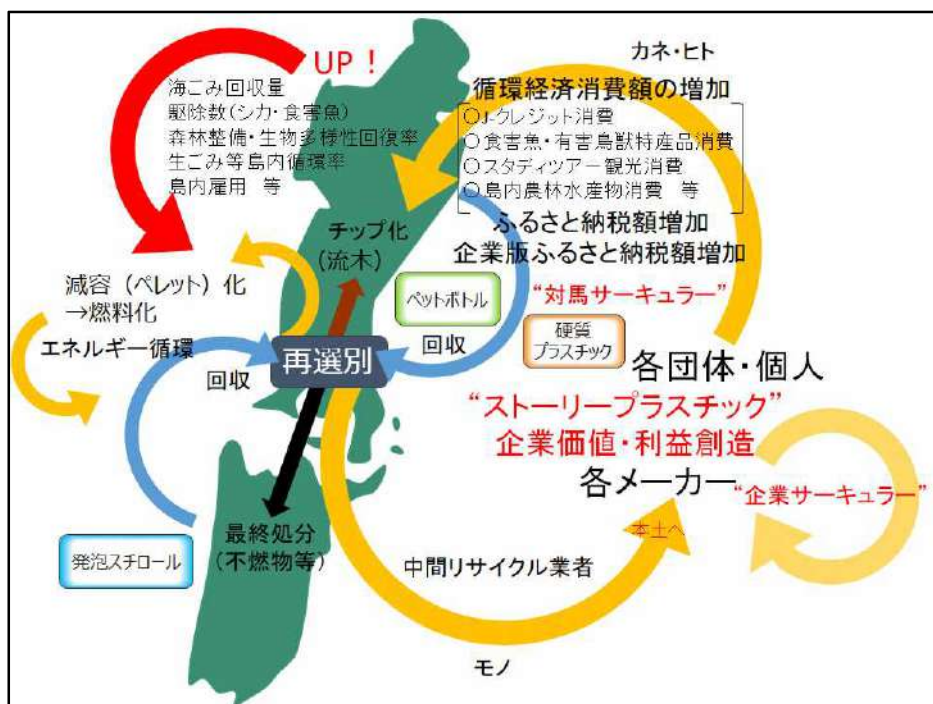 カネ・ヒト
UP！
海ごみ回収量
駆除数(シカ・食害魚)
森林整備・生物多様性回復率
生ごみ等島内循環率
島内雇用　等
循環経済消費額の増加
〇J-クレジット消費
〇食害魚・有害鳥獣特産品消費
〇スタディツアー観光消費
〇島内農林水産物消費　等
ふるさと納税額増加
企業版ふるさと納税額増加
チップ化
(流木)
減容（ペレット）化
→燃料化
エネルギー循環
回収
ペットボトル
回収
“対馬サーキュラー”
硬質
プラスチック
再選別
各団体・個人
“ストーリープラスチック”
企業価値・利益創造
各メーカー
“企業サーキュラー”
本土へ
発泡スチロール
最終処分
(不燃物等)
中間リサイクル業者
モノ